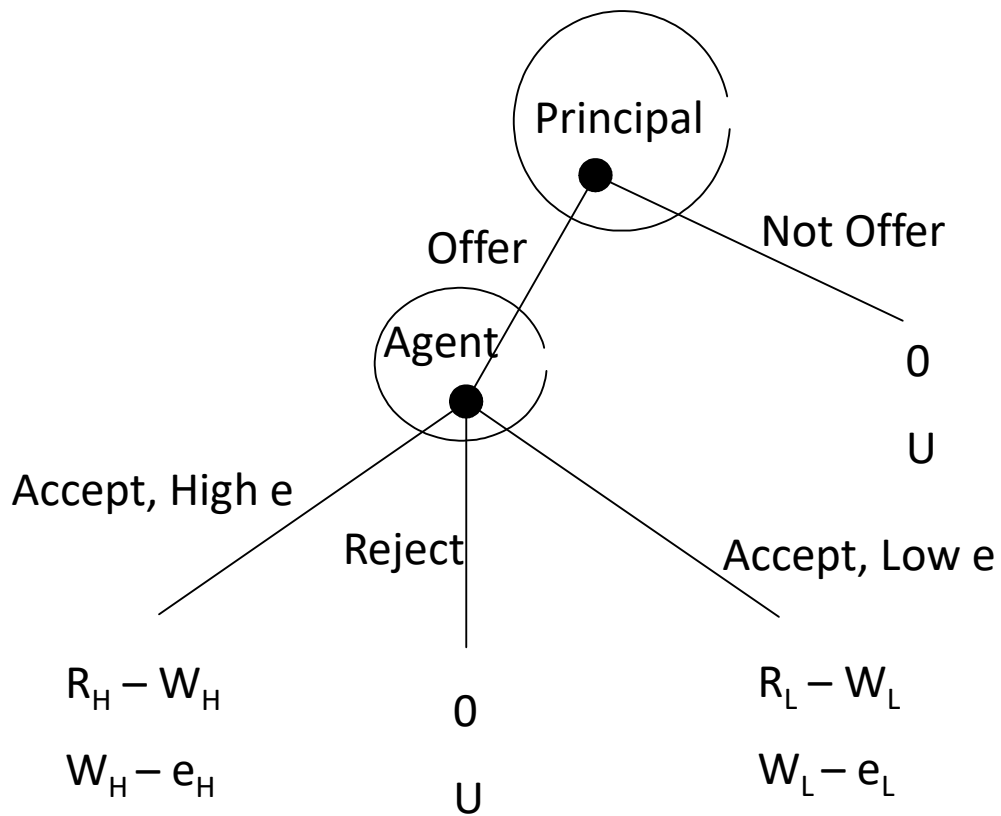 Principal
Offer
Not Offer
Agent
0
U
Accept, High e
Reject
Accept, Low e
R_H – W_H
0
R_L – W_L
W_H – e_H
U
W_L – e_L